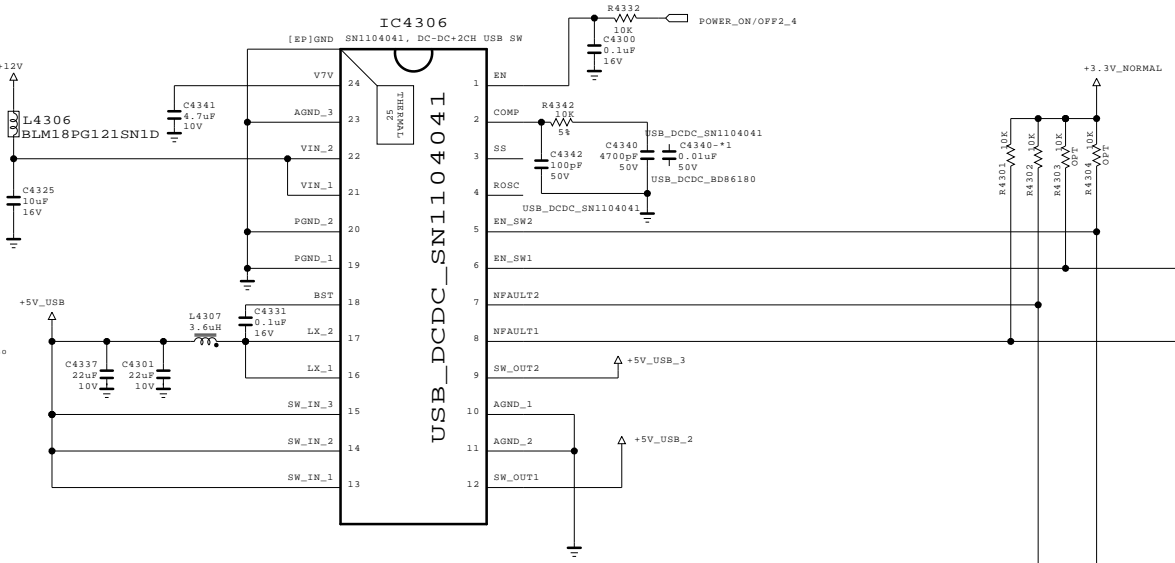 IC4306
SN1104041, DC-DC+2CH USB SW
[EP]GND
R4332
10K
POWER_ON/OFF2_4
C4300
0.1uF
16V
+12V
L4306
BLM18PG121SN1D
C4325
10uF
16V
C4341
4.7uF
10V
V7V
24
AGND_3
23
VIN_2
22
VIN_1
21
PGND_2
20
PGND_1
19
BST
18
LX_2
17
LX_1
16
SW_IN_3
15
SW_IN_2
14
SW_IN_1
13
THERMAL
25
USB_DCDC_SN1104041
1
EN
2
COMP
3
SS
4
ROSC
5
EN_SW2
6
EN_SW1
7
NFAULT2
8
NFAULT1
9
SW_OUT2
10
AGND_1
11
AGND_2
12
SW_OUT1
R4342
10K
5%
C4342
100pF
50V
USB_DCDC_SN1104041
C4340
4700pF
50V
C4340-*1
0.01uF
50V
USB_DCDC_BD86180
USB_DCDC_SN1104041
+5V_USB
L4307
3.6uH
C4331
0.1uF
16V
C4337
22uF
10V
C4301
22uF
10V
+5V_USB_3
+5V_USB_2
+3.3V_NORMAL
R4301 10K
R4302 10K
R4303 10K
OPT
R4304 10K
OPT